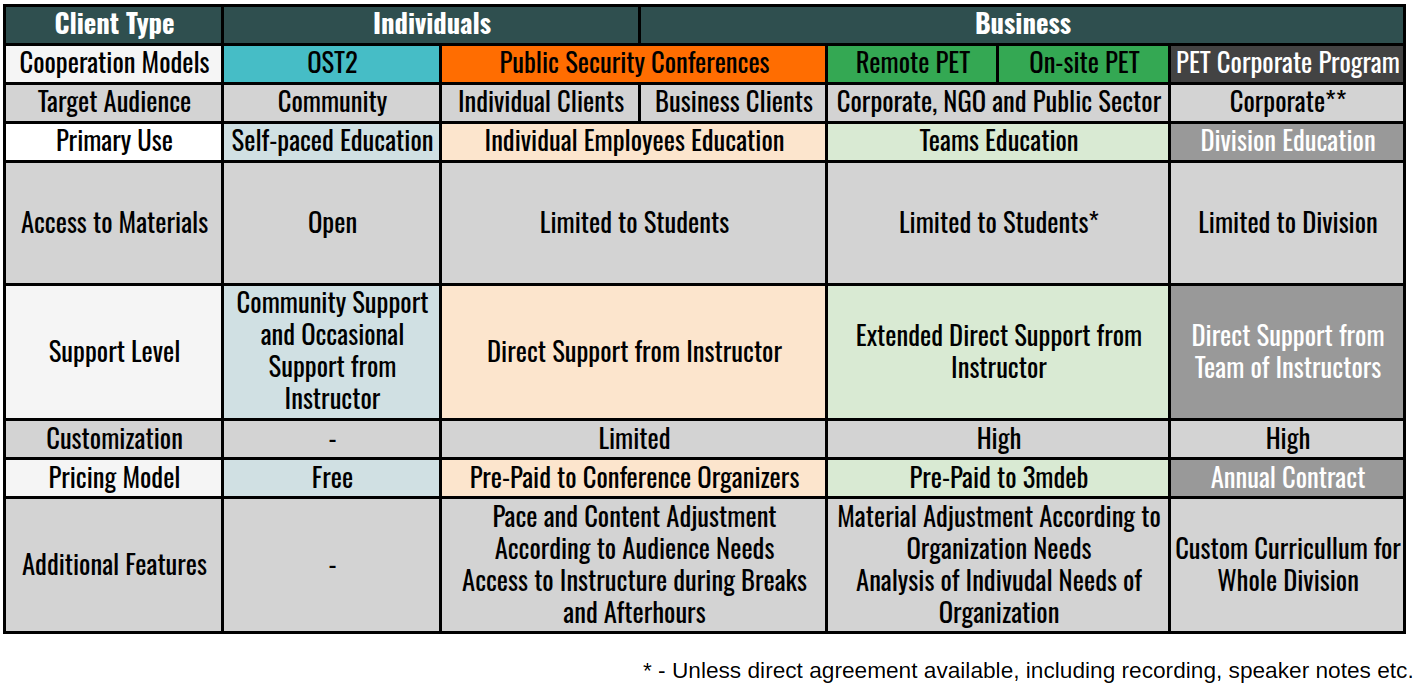 Client Type Individuals Business
Cooperation Models OST2 Public Security Conferences Remote PET On-site PET PET Corporate Program
Target Audience Community Individual Clients Business Clients Corporate, NGO and Public Sector Corporate**
Primary Use Self-paced Education Individual Employees Education Teams Education Division Education
Access to Materials Open Limited to Students Limited to Students* Limited to Division
Support Level
Community Support
and Occasional
Support from
Instructor
Direct Support from Instructor
Extended Direct Support from
Instructor
Direct Support from
Team of Instructors
Customization - Limited High High
Pricing Model Free Pre-Paid to Conference Organizers Pre-Paid to 3mdeb Annual Contract
Additional Features
-
Pace and Content Adjustment
According to Audience Needs
Access to Instructure during Breaks
and Afterhours
Material Adjustment According to
Organization Needs
Analysis of Indivudal Needs of
Organization
Custom Curricullum for
Whole Division
* - Unless direct agreement available, including recording, speaker notes etc.